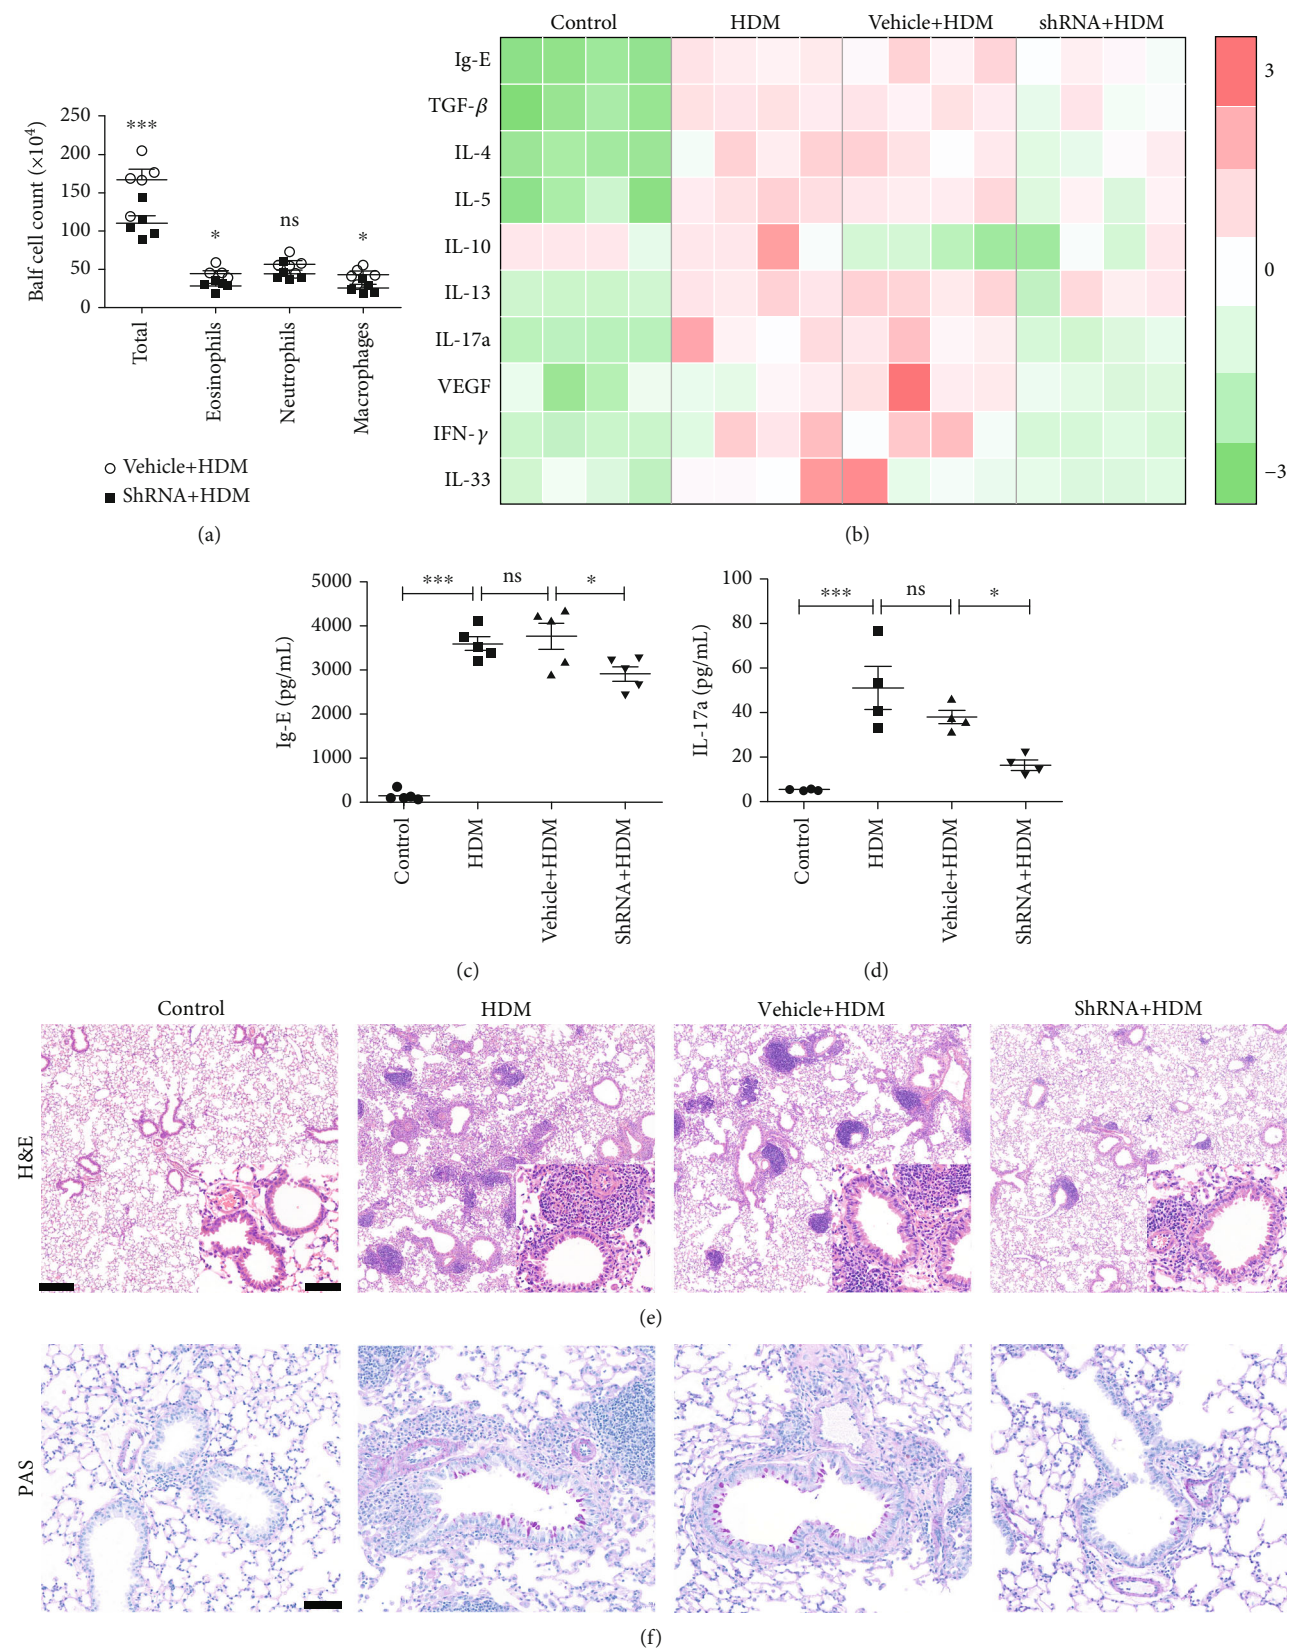 Balf cell count (×10⁴)
250
200
150
100
50
0
***
*
ns
*
Total
Eosinophils
Neutrophils
Macrophages
Vehicle+HDM
ShRNA+HDM
(a)
Control HDM Vehicle+HDM shRNA+HDM
Ig-E
TGF-β
IL-4
IL-5
IL-10
IL-13
IL-17a
VEGF
IFN-γ
IL-33
3
0
−3
(b)
Ig-E (pg/mL)
5000
4000
3000
2000
1000
0
*** ns *
Control
HDM
Vehicle+HDM
ShRNA+HDM
(c)
IL-17a (pg/mL)
100
80
60
40
20
0
*** ns *
Control
HDM
Vehicle+HDM
ShRNA+HDM
(d)
Control HDM Vehicle+HDM ShRNA+HDM
H&E
(e)
PAS
(f)